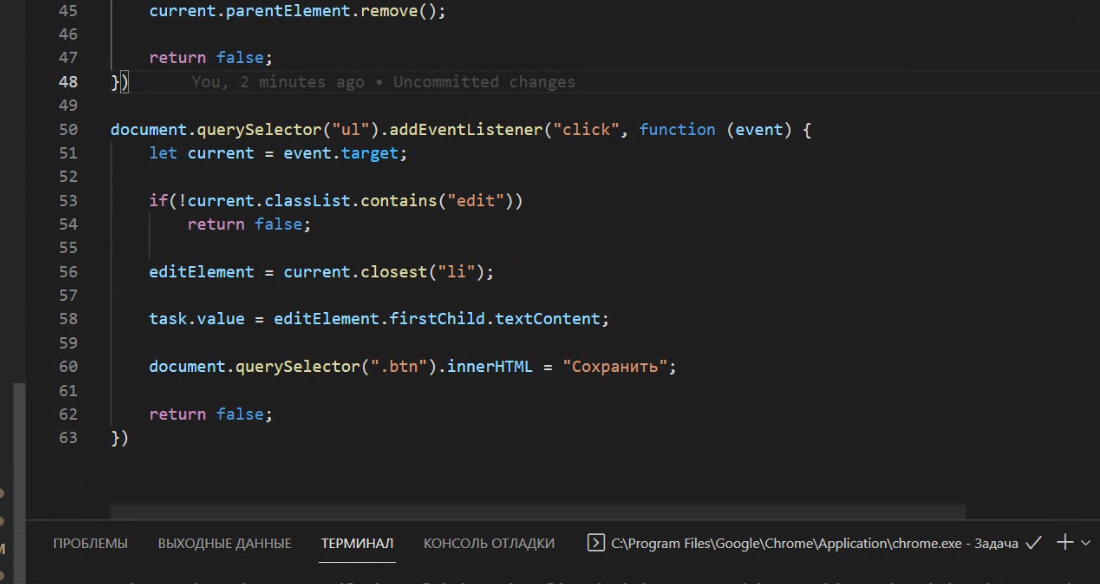 45 current.parentElement.remove();
46
47 return false;
48 }) You, 2 minutes ago • Uncommitted changes
49
50 document.querySelector("ul").addEventListener("click", function (event) {
51 let current = event.target;
52
53 if(!current.classList.contains("edit"))
54 return false;
55
56 editElement = current.closest("li");
57
58 task.value = editElement.firstChild.textContent;
59
60 document.querySelector(".btn").innerHTML = "Сохранить";
61
62 return false;
63 })
ПРОБЛЕМЫ ВЫХОДНЫЕ ДАННЫЕ ТЕРМИНАЛ КОНСОЛЬ ОТЛАДКИ C:\Program Files\Google\Chrome\Application\chrome.exe - Задача